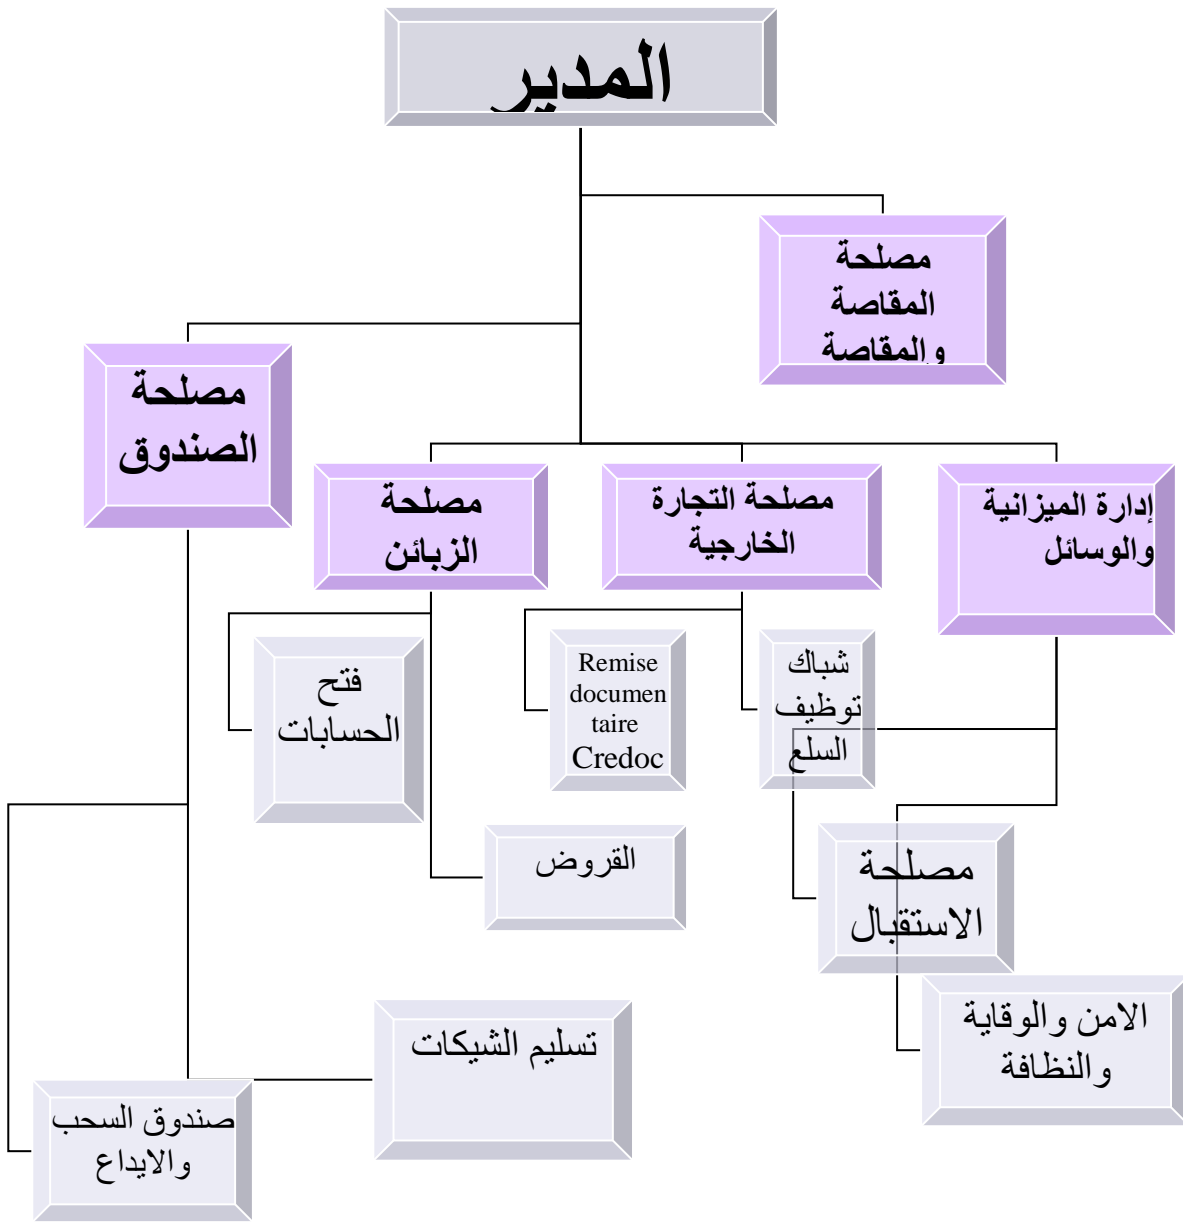 المدير
مصلحة
المقاصة
والمقاصة
مصلحة
الصندوق
مصلحة
الزبائن
مصلحة التجارة
الخارجية
إدارة الميزانية
والوسائل
فتح
الحسابات
Remise
documen
taire
Credoc
شباك
توظيف
السلع
القروض
مصلحة
الاستقبال
الامن والوقاية
والنظافة
تسليم الشيكات
صندوق السحب
والايداع